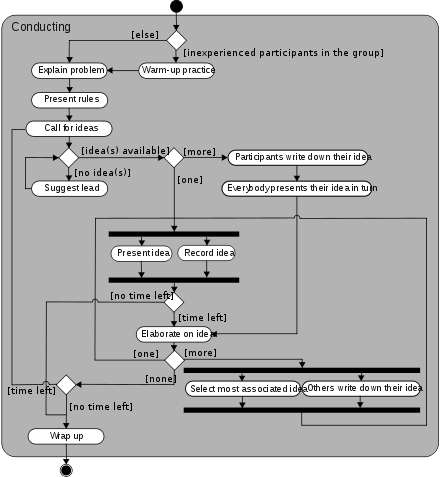 Conducting
[else]
[inexperienced participants in the group]
Explain problem
Warm-up practice
Present rules
Call for ideas
[idea(s) available]
[more]
Participants write down their idea
[no idea(s)]
[one]
Suggest lead
Everybody presents their idea in turn
Present idea
Record idea
[no time left]
[time left]
Elaborate on idea
[one]
[more]
[none]
[time left]
Select most associated idea
Others write down their idea
[no time left]
Wrap up